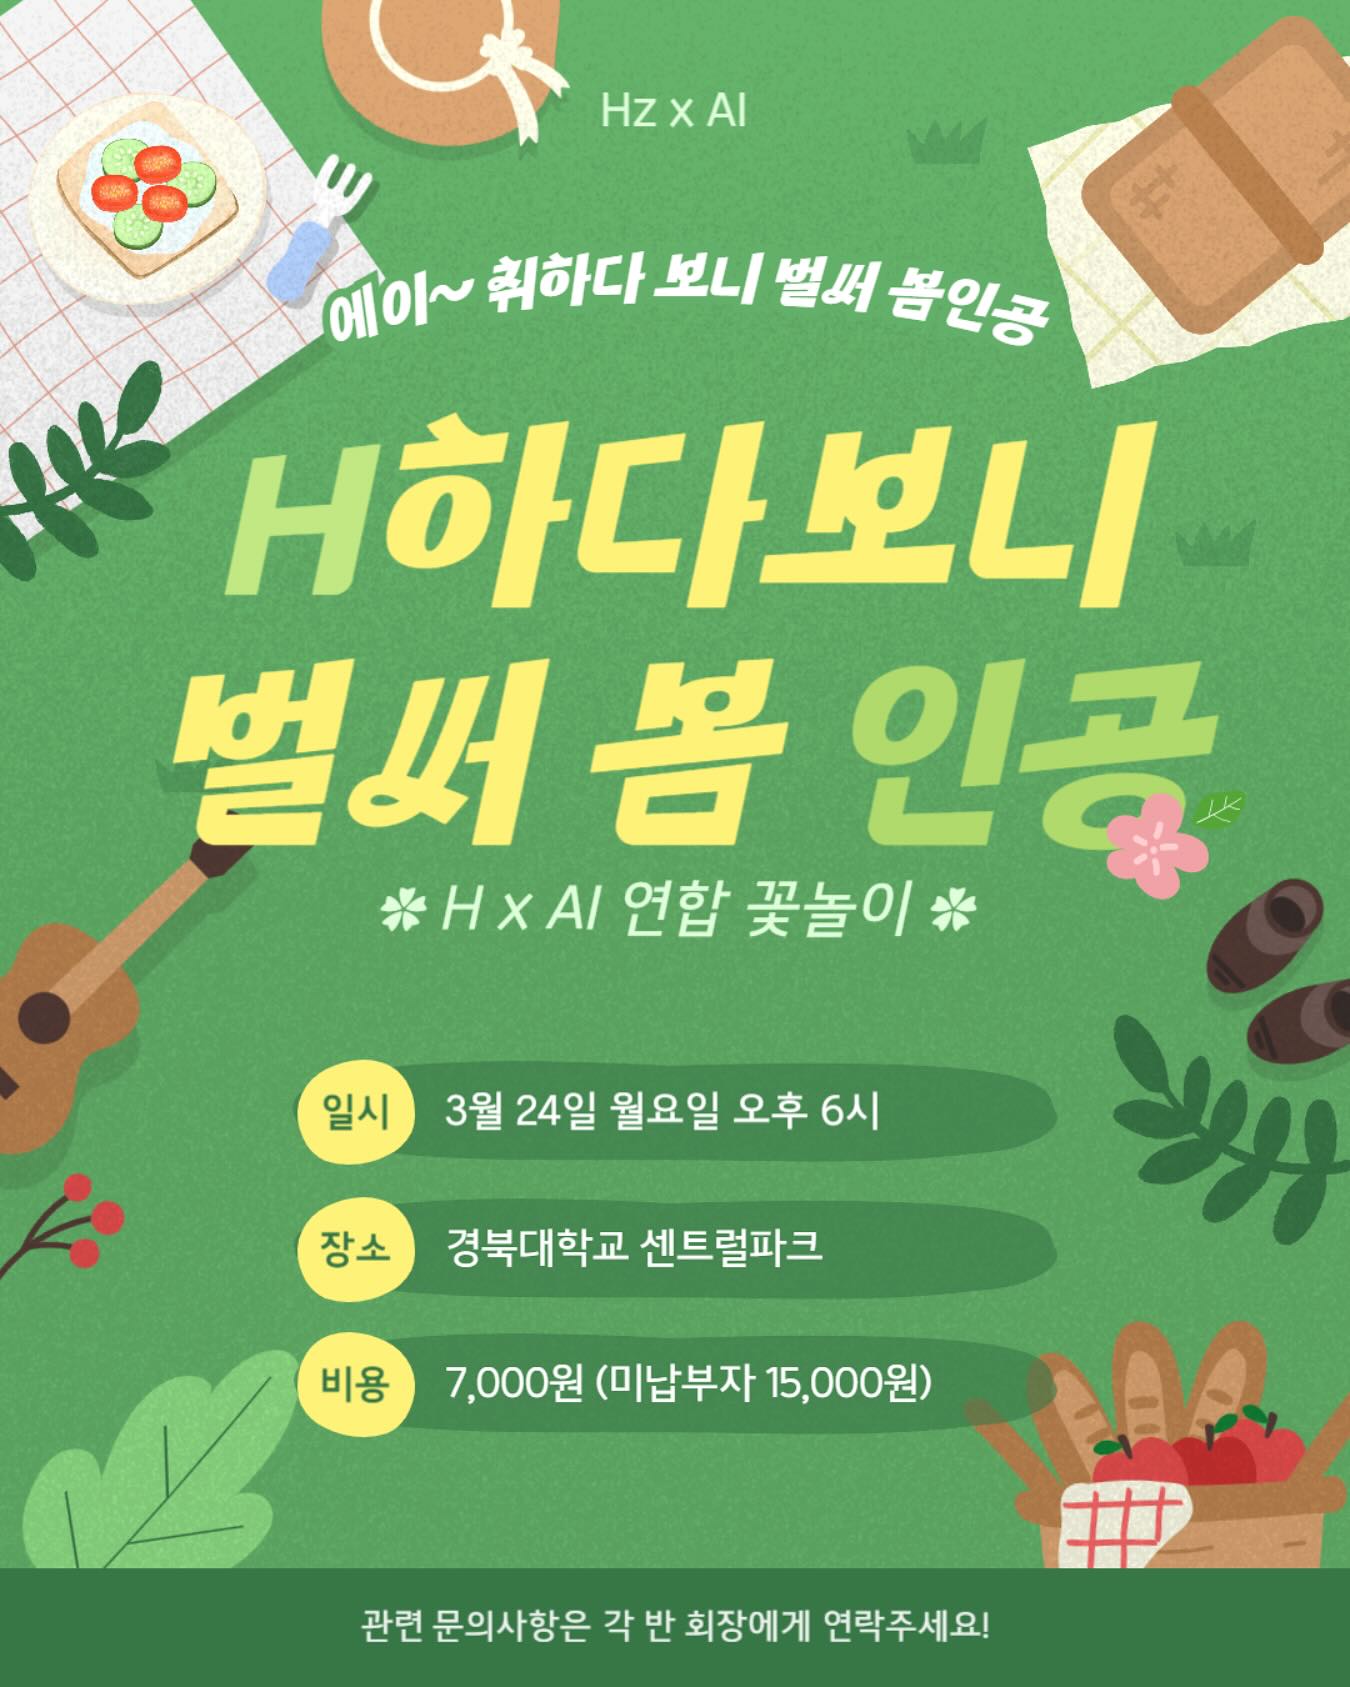 Hz x AI
에이~ 취하다 보니 벌써 봄인공
H하다보니
벌써 봄 인공
H x AI 연합 꽃놀이
일시 3월 24일 월요일 오후 6시
장소 경북대학교 센트럴파크
비용 7,000원 (미납부자 15,000원)
관련 문의사항은 각 반 회장에게 연락주세요!